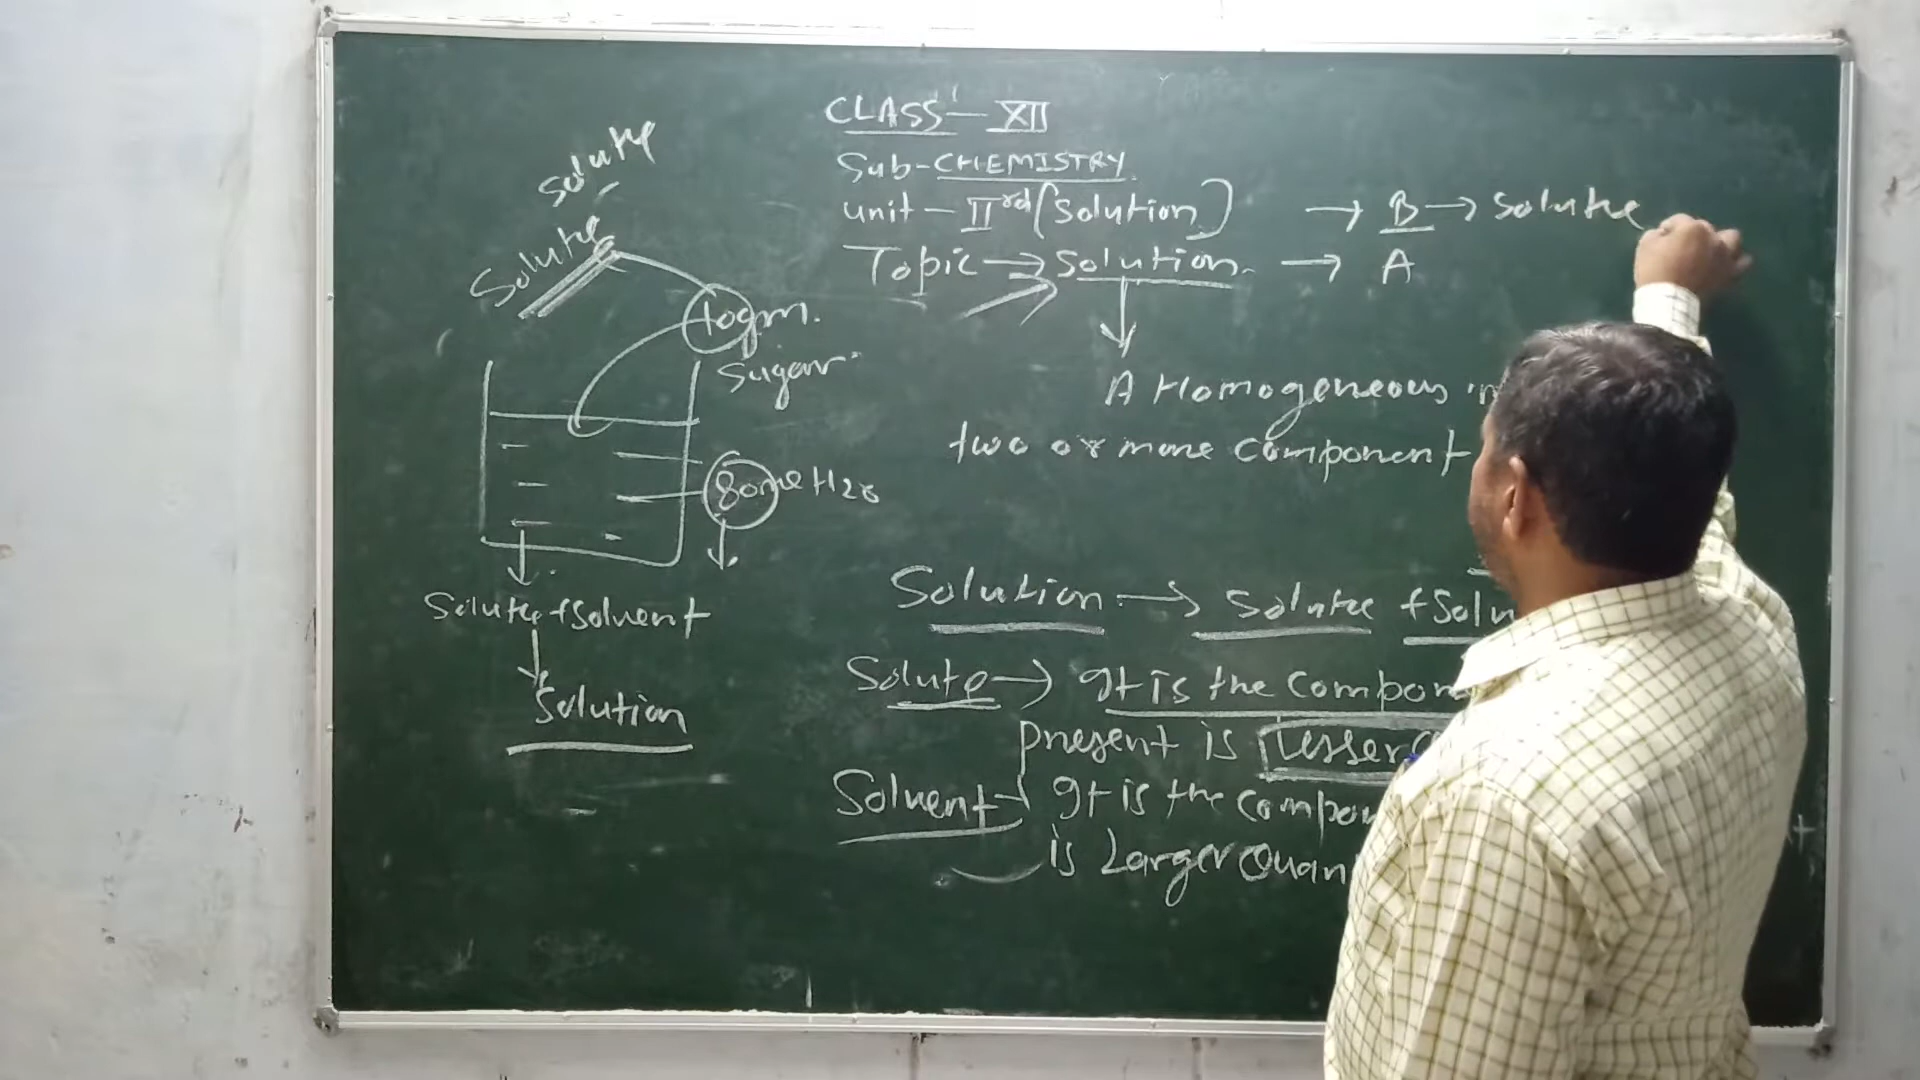 CLASS - XII
Sub-CHEMISTRY
unit - II rd (Solution)
Topic → Solution.
→ B → Solute
→ A
A Homogeneous
two or more component
Solute
Solute
10gm.
Sugar
80ml H2O
Solute + Solvent
Solution
Solution → Solute + Solv
Solute → It is the Compon
present is Lesser
Solvent → It is the Compon
is Larger Quan